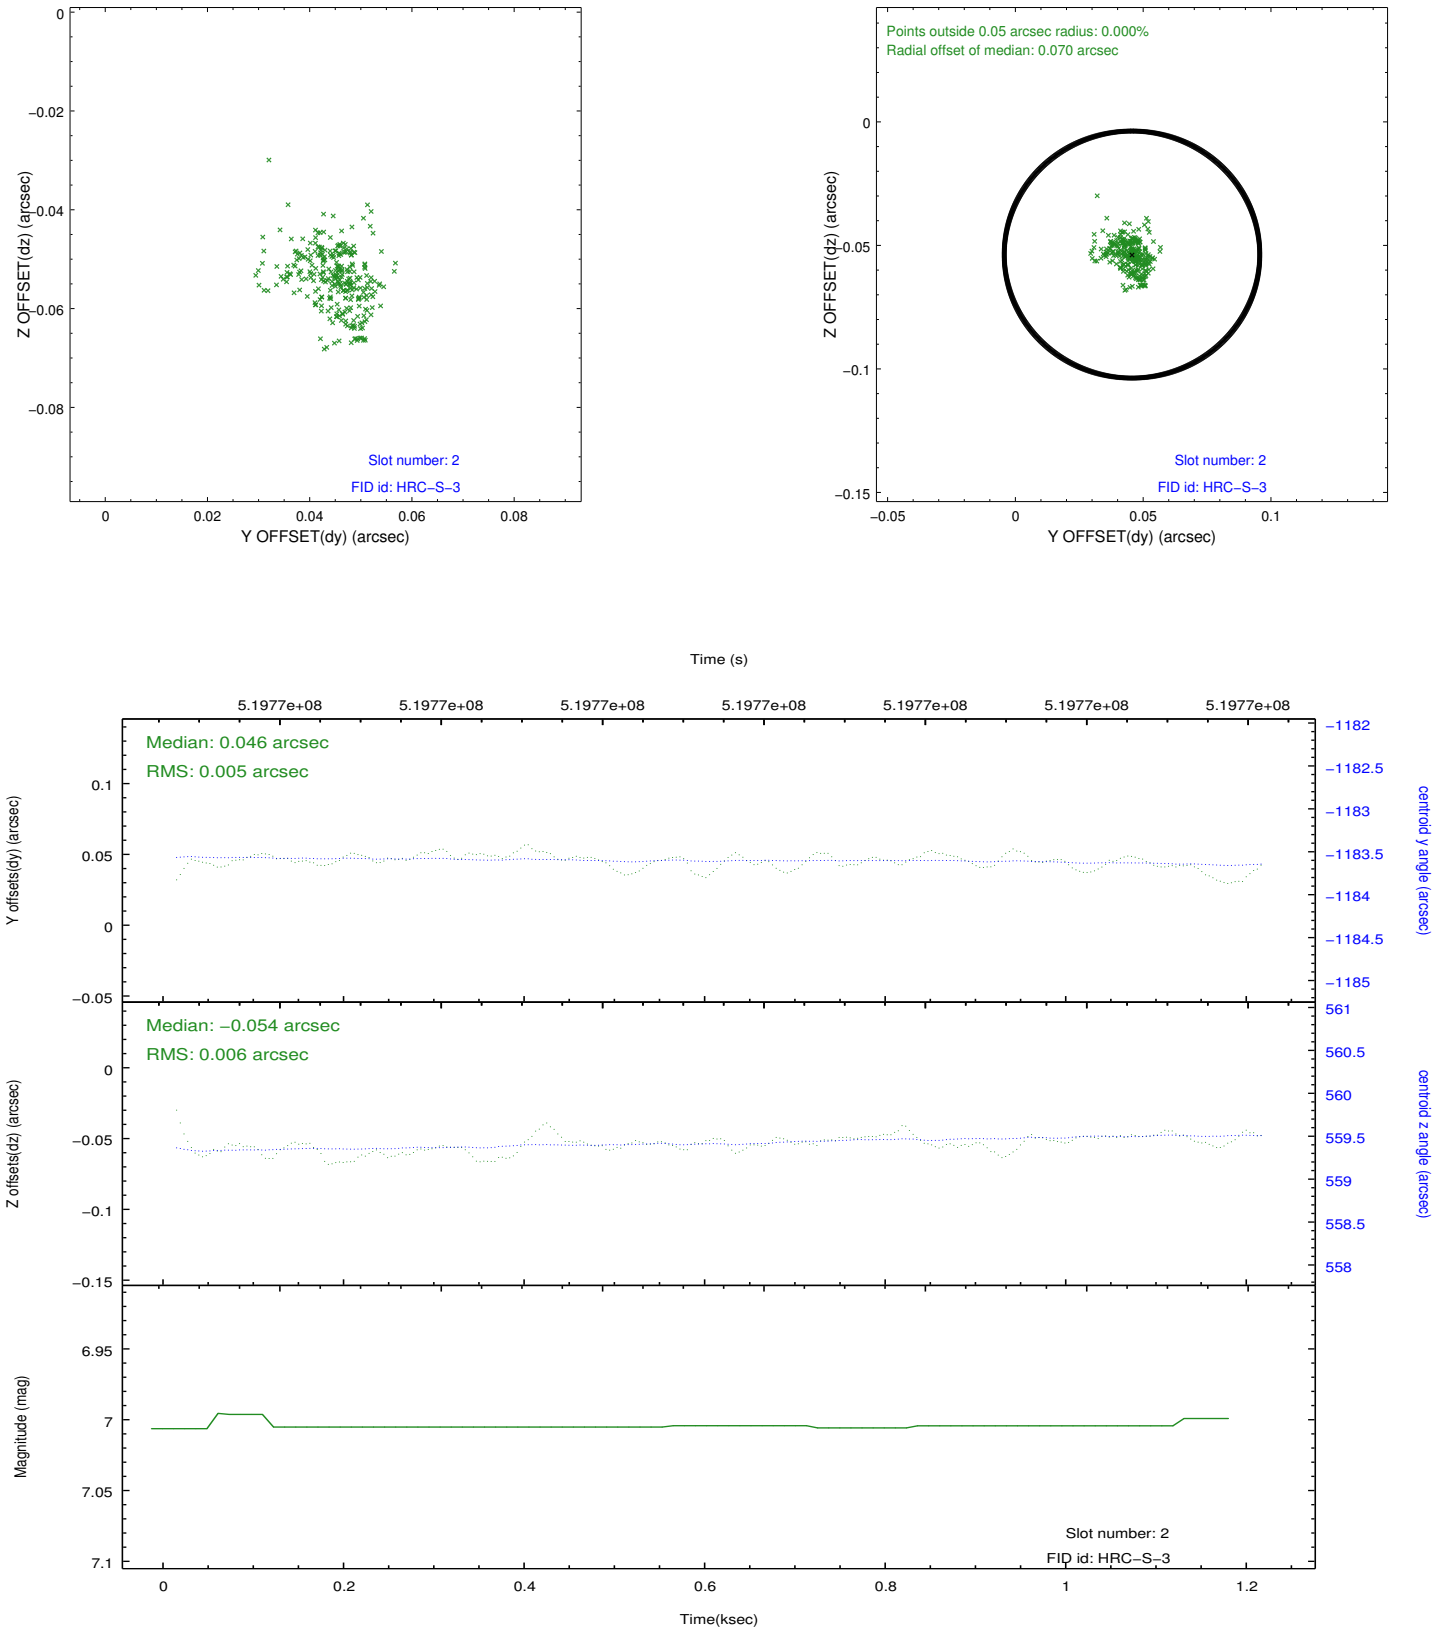 0
−0.02
−0.04
−0.06
−0.08
Z OFFSET(dz) (arcsec)
Slot number: 2
FID id: HRC−S−3
0
0.02
0.04
0.06
0.08
Y OFFSET(dy) (arcsec)
Points outside 0.05 arcsec radius: 0.000%
Radial offset of median: 0.070 arcsec
0
−0.05
−0.1
−0.15
Z OFFSET(dz) (arcsec)
Slot number: 2
FID id: HRC−S−3
−0.05
0
0.05
0.1
Y OFFSET(dy) (arcsec)
Time (s)
5.1977e+08
5.1977e+08
5.1977e+08
5.1977e+08
5.1977e+08
5.1977e+08
5.1977e+08
Median: 0.046 arcsec
RMS: 0.005 arcsec
0.1
0.05
0
−0.05
Y offsets(dy) (arcsec)
−1182
−1182.5
−1183
−1183.5
−1184
−1184.5
−1185
centroid y angle (arcsec)
Median: −0.054 arcsec
RMS: 0.006 arcsec
0
−0.05
−0.1
−0.15
Z offsets(dz) (arcsec)
561
560.5
560
559.5
559
558.5
558
centroid z angle (arcsec)
6.95
7
7.05
7.1
Magnitude (mag)
Slot number: 2
FID id: HRC−S−3
0
0.2
0.4
0.6
0.8
1
1.2
Time(ksec)